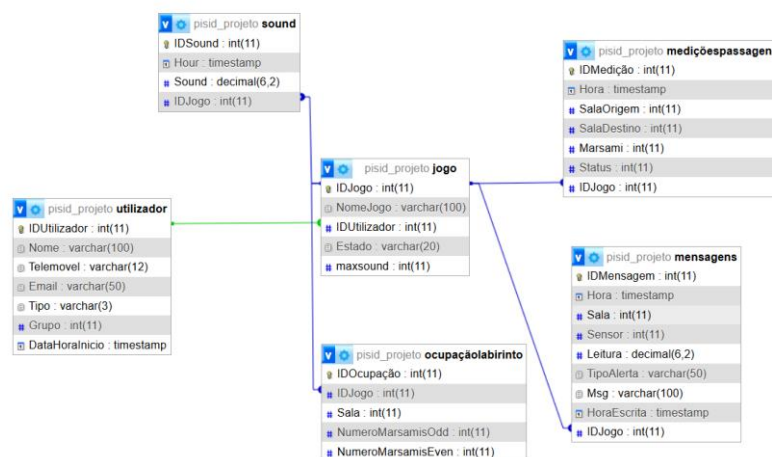 pisid_projeto sound
IDSound : int(11)
Hour : timestamp
Sound : decimal(6,2)
IDJogo : int(11)
pisid_projeto mediçõespassagen
IDMedição : int(11)
Hora : timestamp
SalaOrigem : int(11)
SalaDestino : int(11)
Marsami : int(11)
Status : int(11)
IDJogo : int(11)
pisid_projeto jogo
IDJogo : int(11)
NomeJogo : varchar(100)
IDUtilizador : int(11)
Estado : varchar(20)
maxsound : int(11)
pisid_projeto utilizador
IDUtilizador : int(11)
Nome : varchar(100)
Telemovel : varchar(12)
Email : varchar(50)
Tipo : varchar(3)
Grupo : int(11)
DataHoraInicio : timestamp
pisid_projeto mensagens
IDMensagem : int(11)
Hora : timestamp
Sala : int(11)
Sensor : int(11)
Leitura : decimal(6,2)
TipoAlerta : varchar(50)
Msg : varchar(100)
HoraEscrita : timestamp
IDJogo : int(11)
pisid_projeto ocupaçãolabirinto
IDOcupação : int(11)
IDJogo : int(11)
Sala : int(11)
NumeroMarsamisOdd : int(11)
NumeroMarsamisEven : int(11)